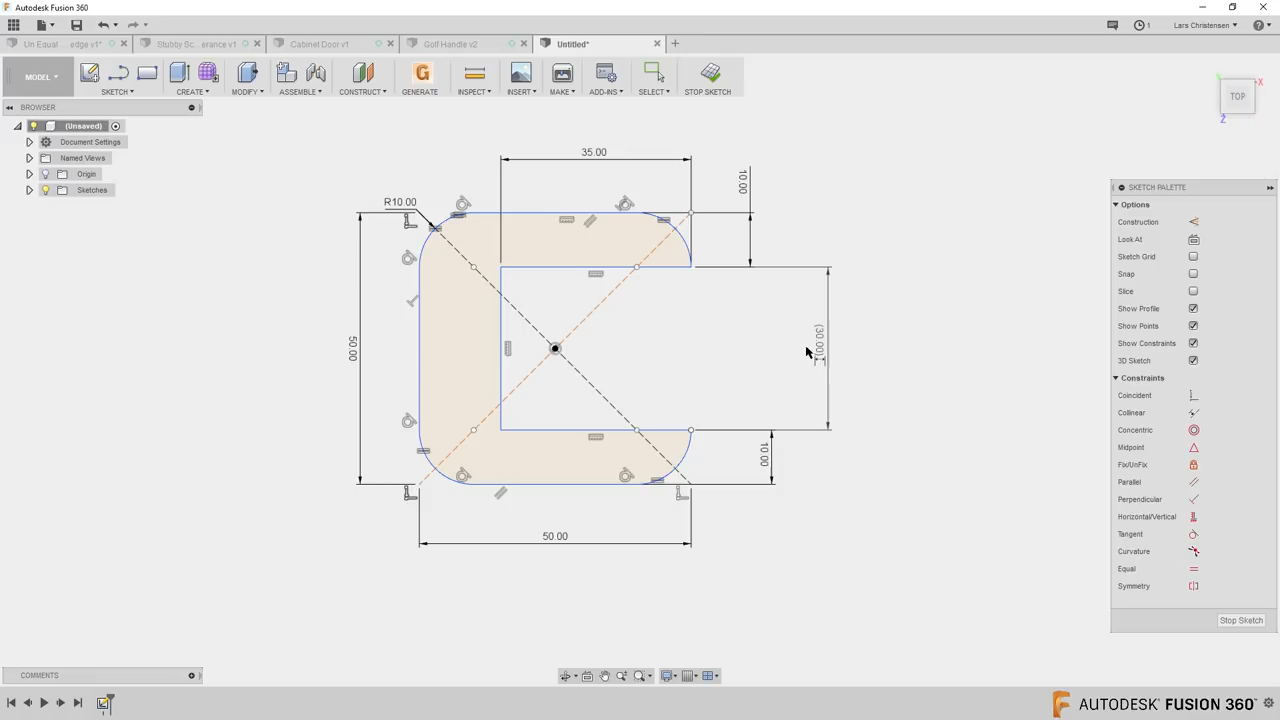 Autodesk Fusion 360
1
Lars Christensen
Un Equal ... edge v1*
Stubby Sc...erance v1
Cabinet Door v1
Golf Handle v2
Untitled*
MODEL
SKETCH
CREATE
MODIFY
ASSEMBLE
CONSTRUCT
G
GENERATE
INSPECT
INSERT
MAKE
ADD-INS
SELECT
STOP SKETCH
BROWSER
(Unsaved)
Document Settings
Named Views
Origin
Sketches
TOP
X
Z
35.00
10.00
R10.00
50.00
(30.00)
10.00
50.00
SKETCH PALETTE
Options
Construction
Look At
Sketch Grid
Snap
Slice
Show Profile
Show Points
Show Constraints
3D Sketch
Constraints
Coincident
Collinear
Concentric
Midpoint
Fix/UnFix
Parallel
Perpendicular
Horizontal/Vertical
Tangent
Curvature
Equal
Symmetry
Stop Sketch
COMMENTS
AUTODESK® FUSION 360™